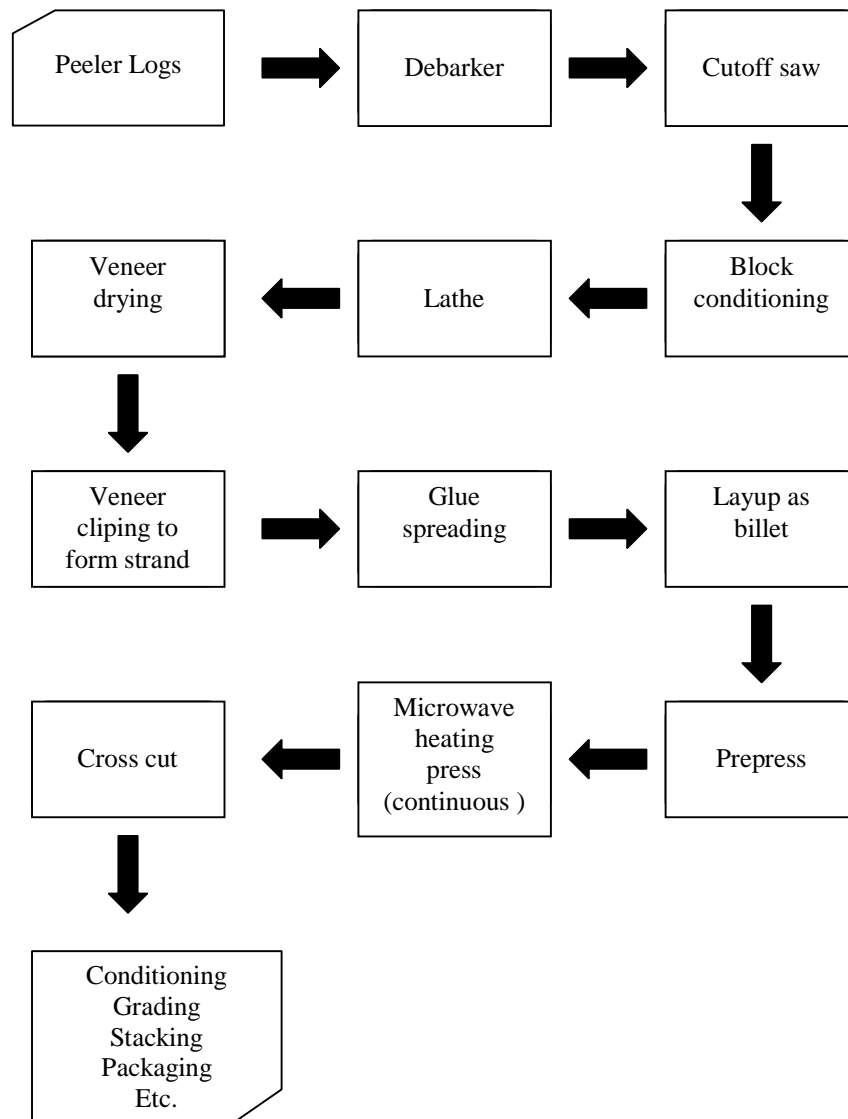 Peeler Logs
Debarker
Cutoff saw
Block
conditioning
Lathe
Veneer
drying
Veneer
cliping to
form strand
Glue
spreading
Layup as
billet
Prepress
Microwave
heating
press
(continuous )
Cross cut
Conditioning
Grading
Stacking
Packaging
Etc.